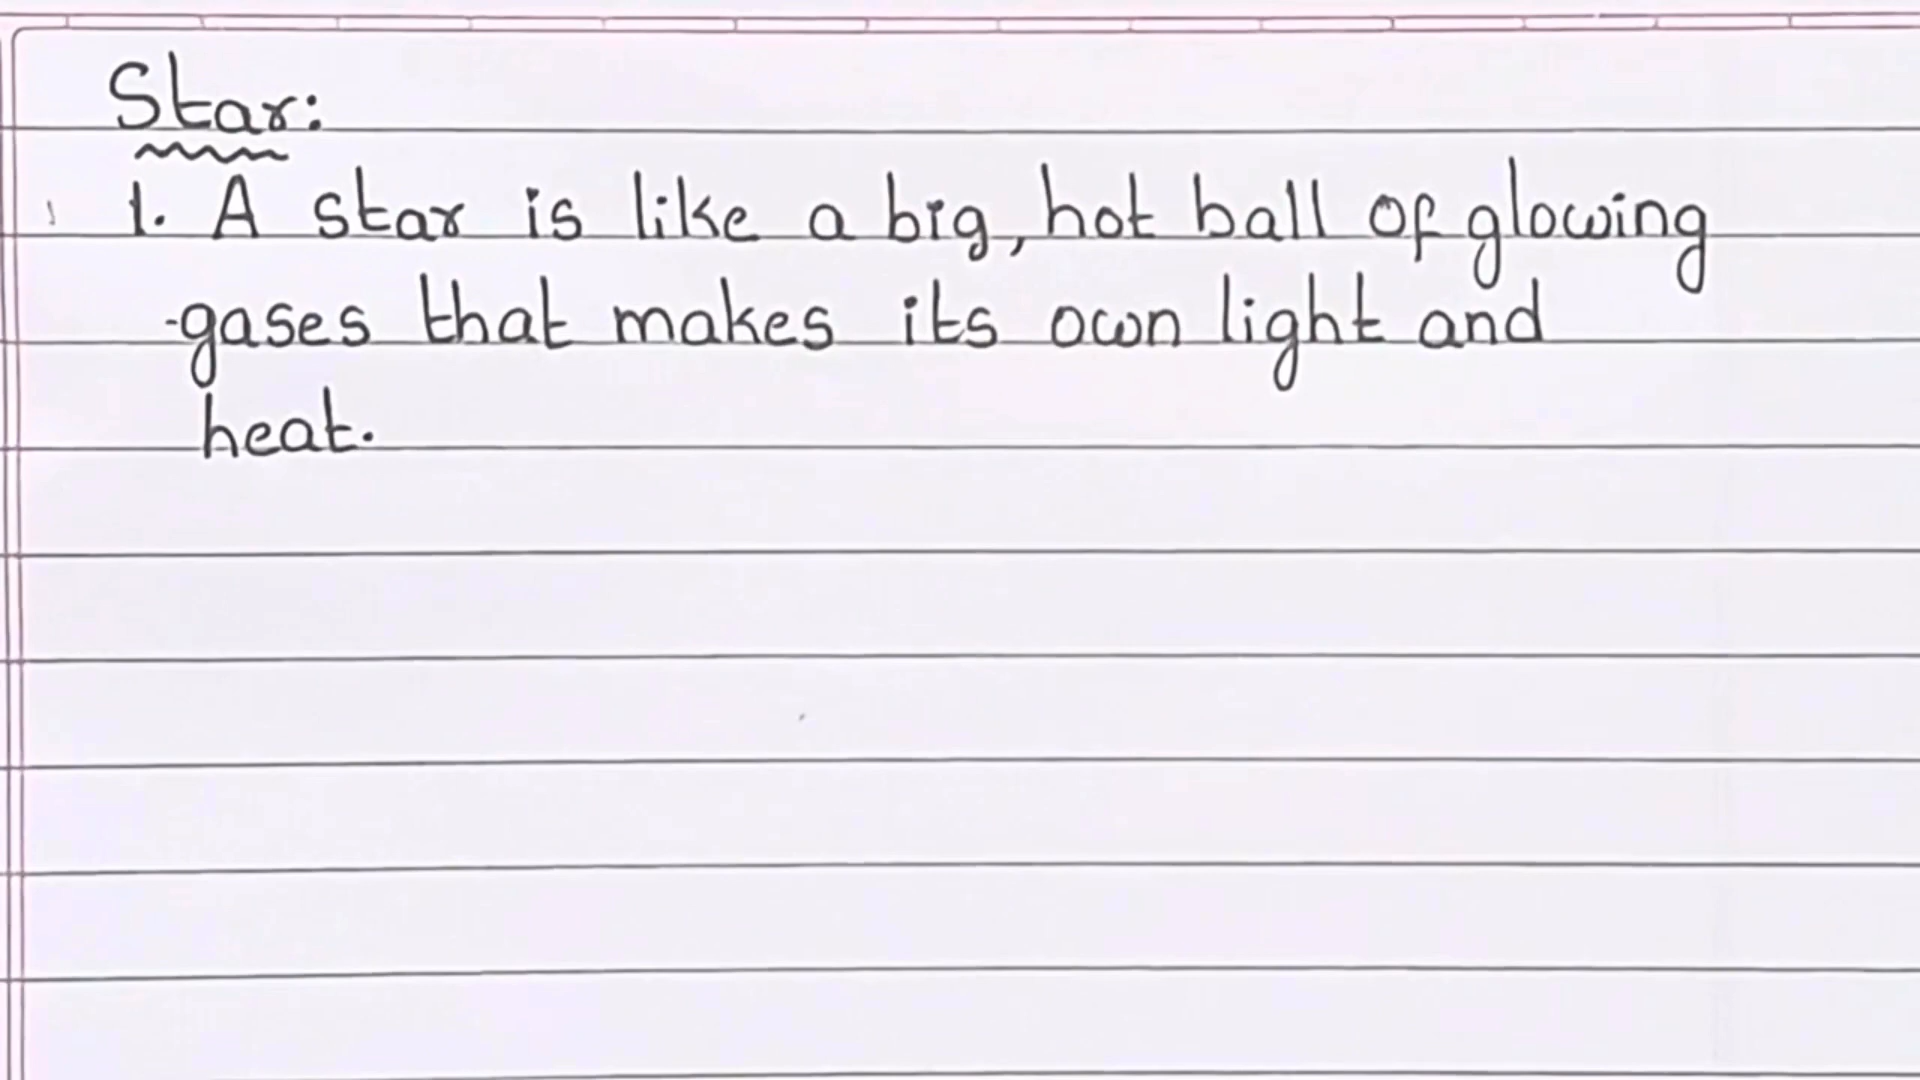 Star:
1. A star is like a big, hot ball of glowing
gases that makes its own light and
heat.